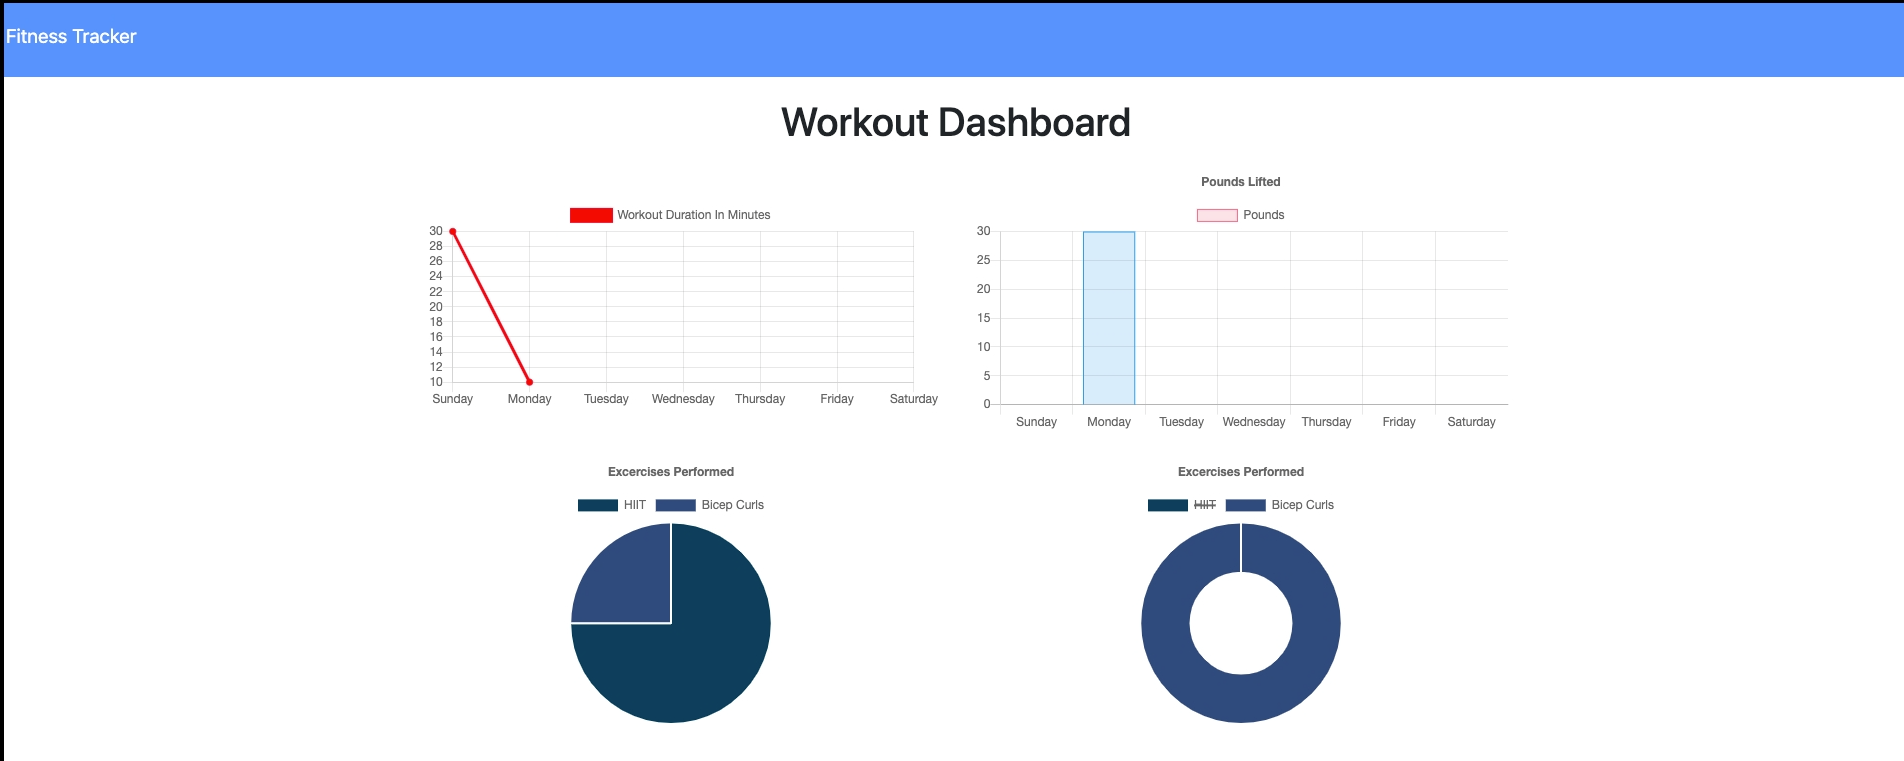 Fitness Tracker
Workout Dashboard
Workout Duration In Minutes
30
28
26
24
22
20
18
16
14
12
10
Sunday Monday Tuesday Wednesday Thursday Friday Saturday
Pounds Lifted
Pounds
30
25
20
15
10
5
0
Sunday Monday Tuesday Wednesday Thursday Friday Saturday
Excercises Performed
HIIT Bicep Curls
Excercises Performed
HIIT Bicep Curls